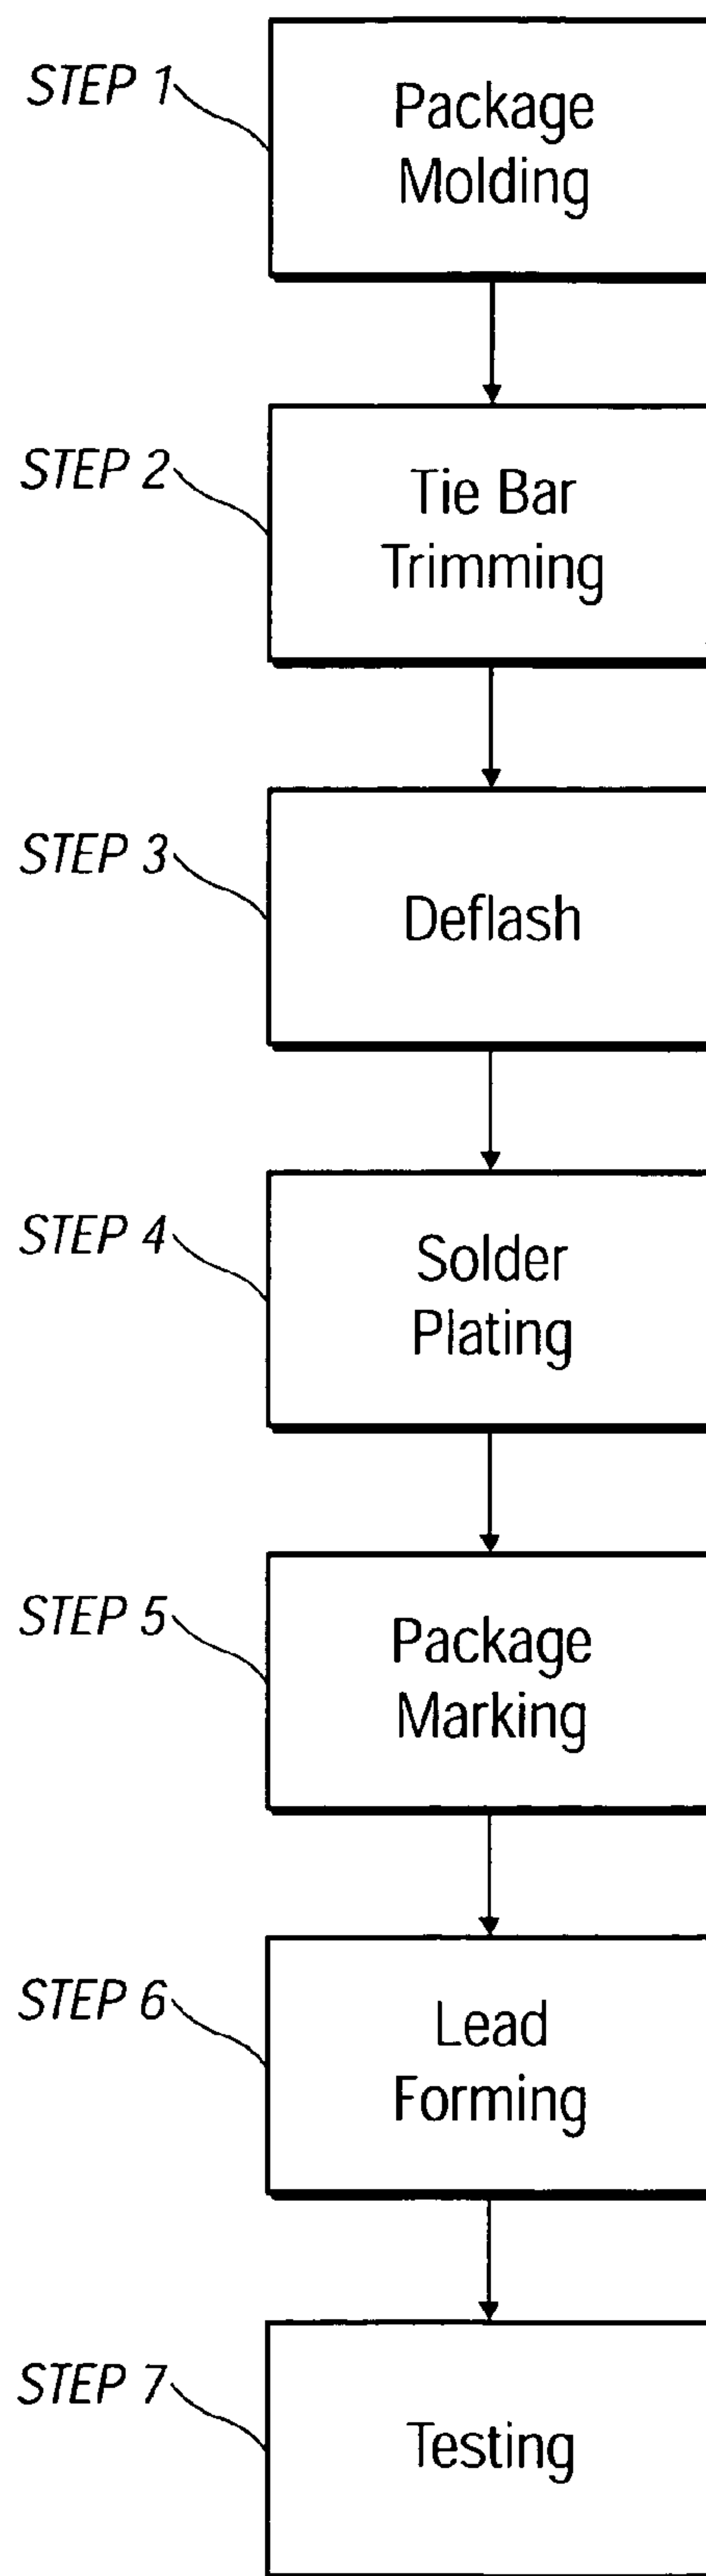 STEP 1
Package
Molding
STEP 2
Tie Bar
Trimming
STEP 3
Deflash
STEP 4
Solder
Plating
STEP 5
Package
Marking
STEP 6
Lead
Forming
STEP 7
Testing